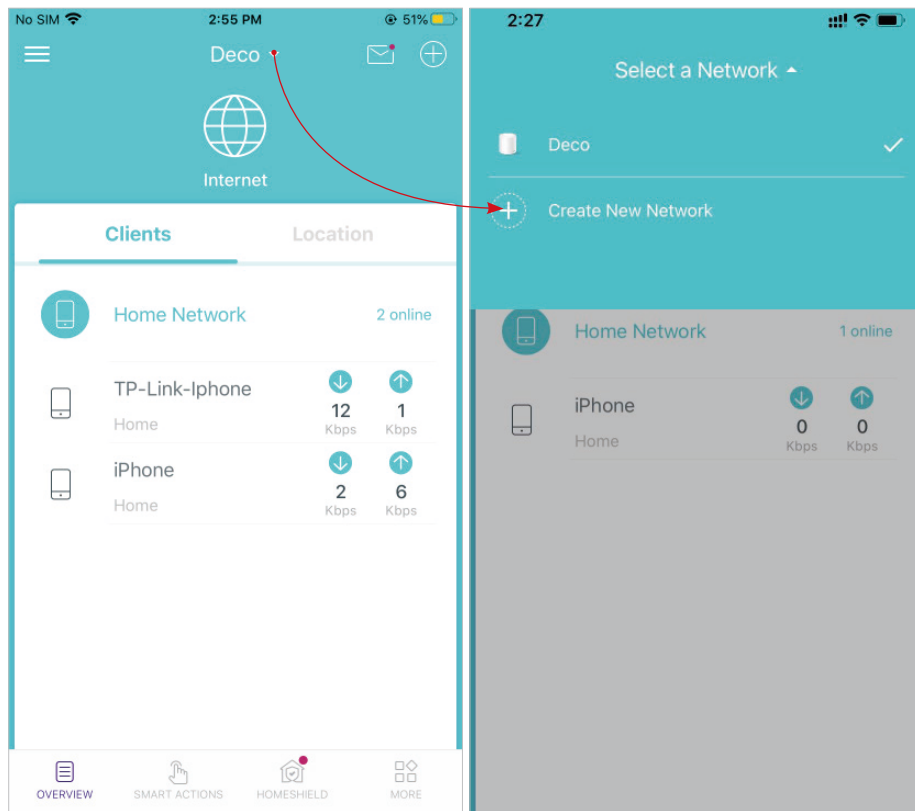 No SIM 2:55 PM 51%
Deco
Internet
Clients Location
Home Network 2 online
TP-Link-Iphone
Home
12 Kbps
1 Kbps
iPhone
Home
2 Kbps
6 Kbps
OVERVIEW SMART ACTIONS HOMESHIELD MORE
2:27
Select a Network
Deco
Create New Network
Home Network 1 online
iPhone
Home
0 Kbps
0 Kbps